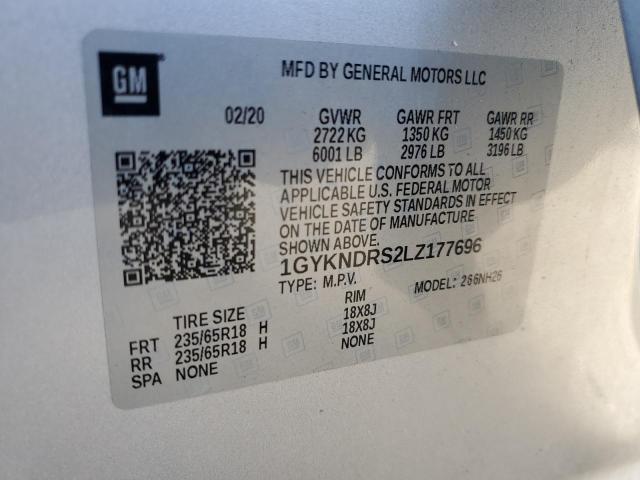 GM
MFD BY GENERAL MOTORS LLC
02/20 GVWR GAWR FRT GAWR RR
2722 KG 1350 KG 1450 KG
6001 LB 2976 LB 3196 LB
THIS VEHICLE CONFORMS TO ALL
APPLICABLE U.S. FEDERAL MOTOR
VEHICLE SAFETY STANDARDS IN EFFECT
ON THE DATE OF MANUFACTURE
SHOWN ABOVE.
1GYKNDRS2LZ177696
TYPE: M.P.V. MODEL: 266NH26
TIRE SIZE RIM
FRT 235/65R18 H 18X8J
RR 235/65R18 H 18X8J
SPA NONE NONE